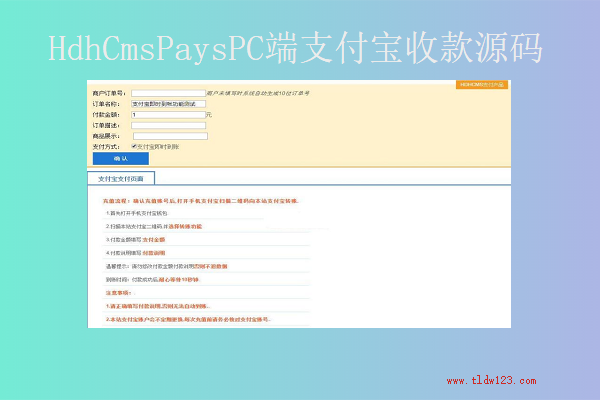 HdhCmsPaysPC端支付宝收款源码
HDHCMS支付产品
商户订单号：
商户未填写时系统自动生成10位订单号
订单名称：
支付宝即时到账功能测试
付款金额：
1
元
订单描述：
商品展示：
支付方式：
支付宝即时到账
确 认
支付宝支付页面
充值流程：确认充值账号后,打开手机支付宝扫描二维码向本站支付宝转账.
1.首先打开手机支付宝钱包
2.扫描本站支付宝二维码,并选择转账功能
3.付款金额填写:支付金额
4.付款说明填写:付款说明
温馨提示：请勿修改付款金额付款说明,否则不退款哦
到账时间：付款成功后,耐心等待10秒钟.
注意事项：
1.请正确填写付款说明,否则无法自动到账.
2.本站支付宝账户会不定期更换,每次充值前请务必核对支付宝账号.
www.tldw123.com